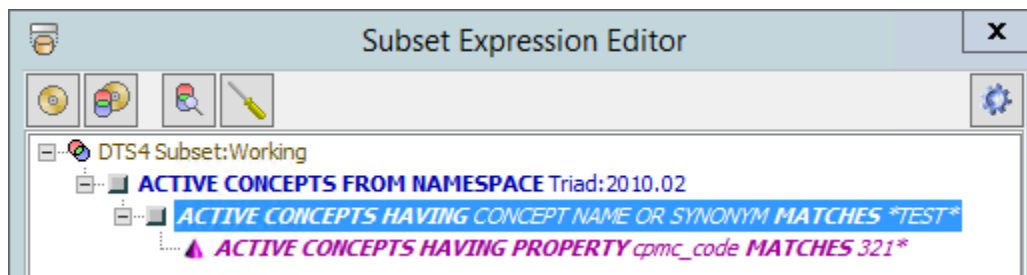 Subset Expression Editor
x
DTS4 Subset:Working
ACTIVE CONCEPTS FROM NAMESPACE Triad:2010.02
ACTIVE CONCEPTS HAVING CONCEPT NAME OR SYNONYM MATCHES *TEST*
ACTIVE CONCEPTS HAVING PROPERTY cpmc_code MATCHES 321*